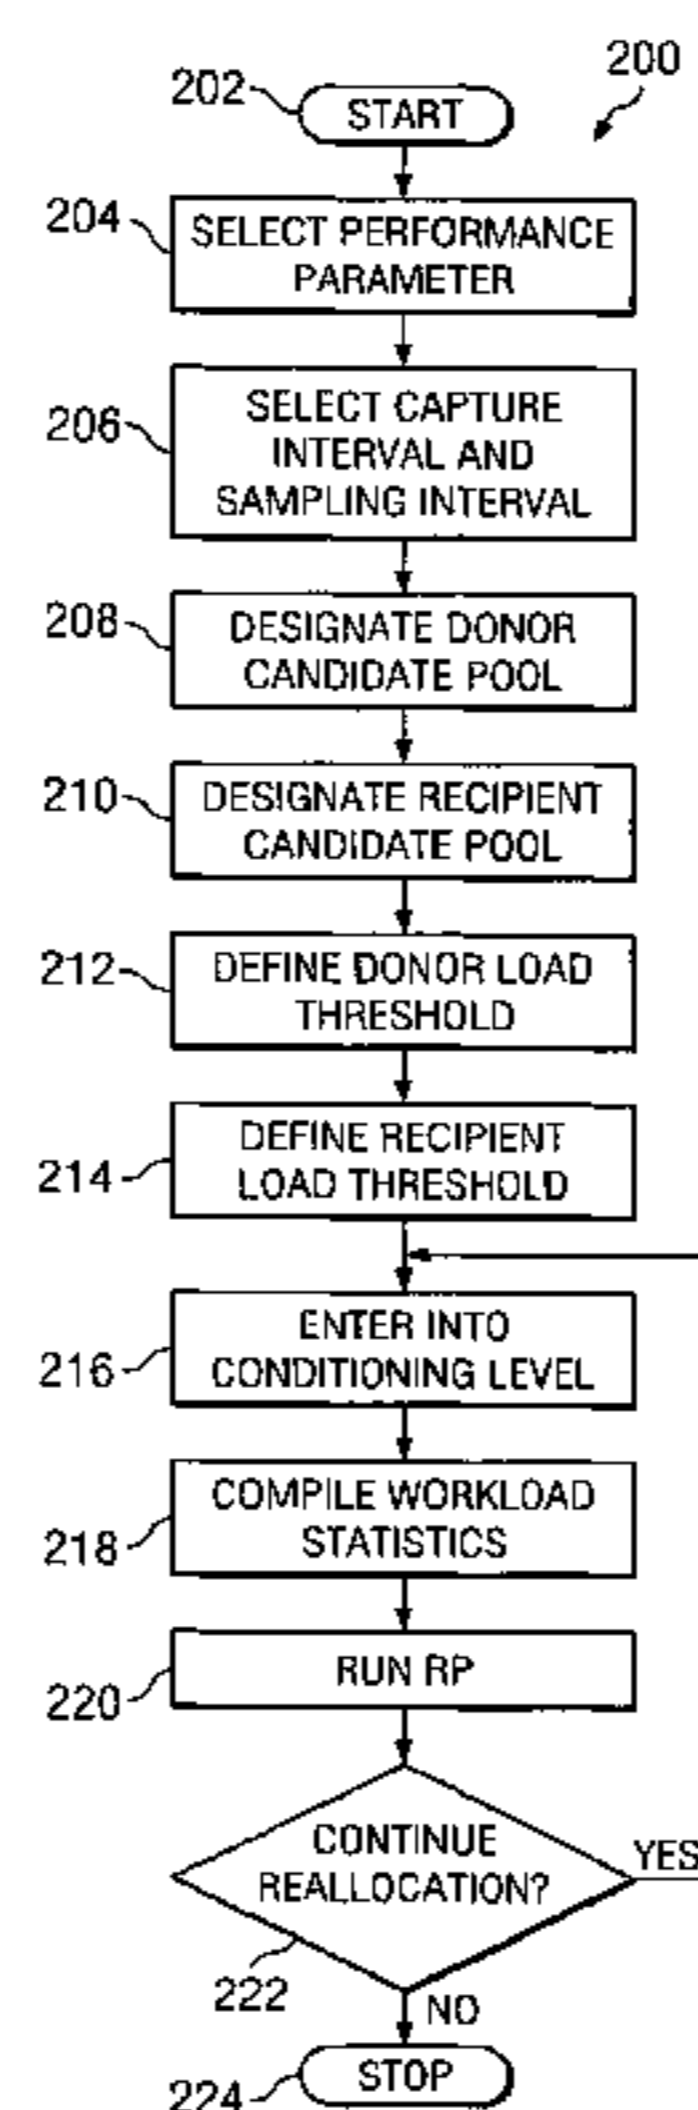 200
202
START
204
SELECT PERFORMANCE
PARAMETER
206
SELECT CAPTURE
INTERVAL AND
SAMPLING INTERVAL
208
DESIGNATE DONOR
CANDIDATE POOL
210
DESIGNATE RECIPIENT
CANDIDATE POOL
212
DEFINE DONOR LOAD
THRESHOLD
214
DEFINE RECIPIENT
LOAD THRESHOLD
216
ENTER INTO
CONDITIONING LEVEL
218
COMPILE WORKLOAD
STATISTICS
220
RUN RP
CONTINUE
REALLOCATION?
YES
222
NO
STOP
224